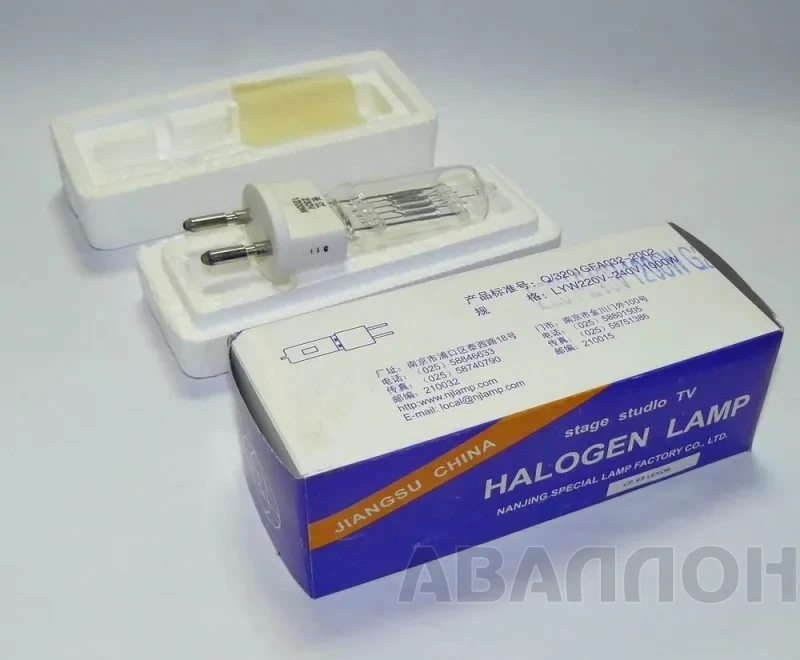 产品标准号: Q/3201GFA032-2002
规 格: LYW220V~240V1000W
厂址: 南京市浦口区泰西路18号
电话: (025) 58846633
传真: (025) 58740790
邮编: 210032
http:www.njlamp.com
E-mail: local@njlamp.com
门市: 南京市金川门外100号
电话: (025) 58801505
传真: (025) 58751386
邮编: 210015
JIANGSU CHINA
stage studio TV
HALOGEN LAMP
NANJING.SPECIAL LAMP FACTORY CO., LTD.
АВАЛЛОН